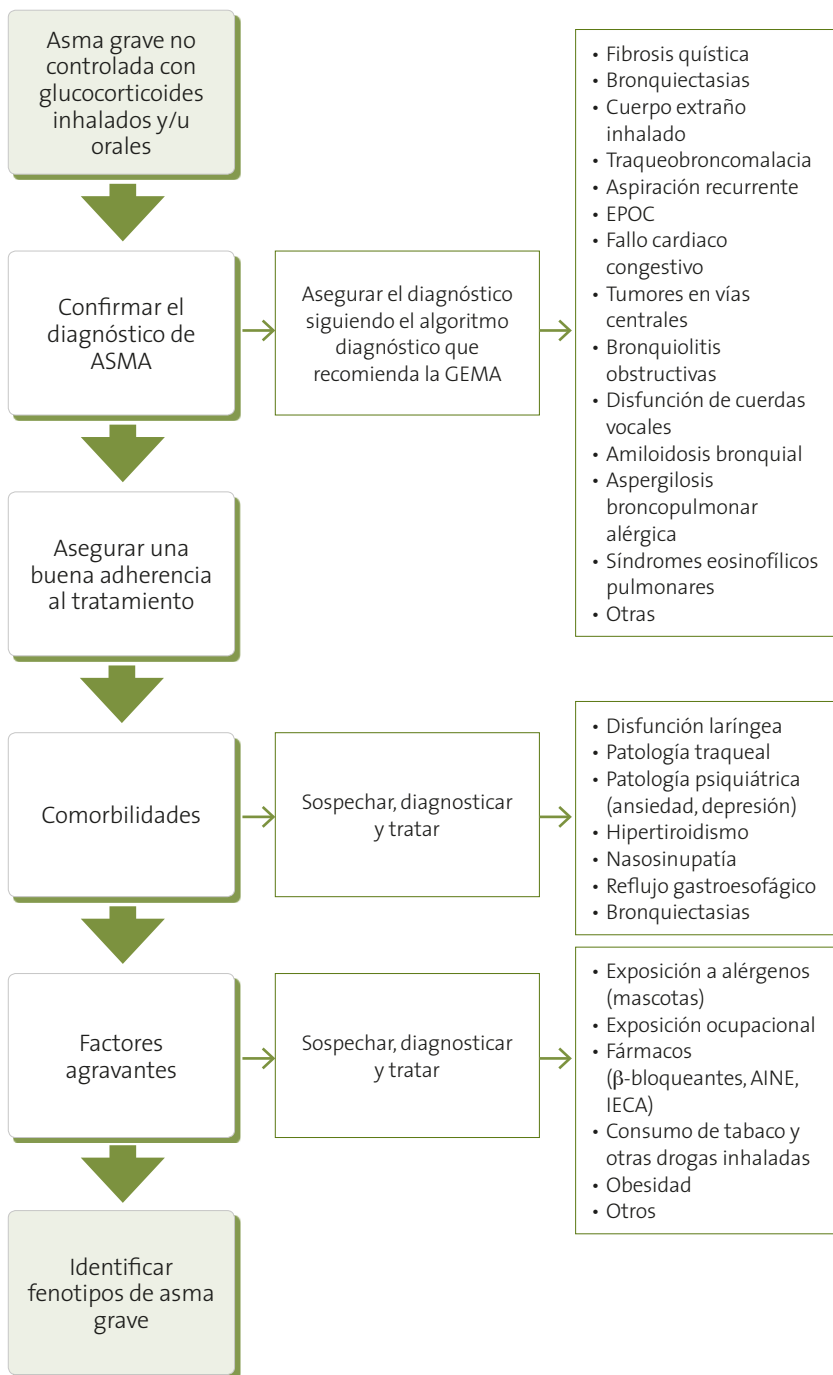 Asma grave no
controlada con
glucocorticoides
inhalados y/u
orales
Confirmar el
diagnóstico de
ASMA
Asegurar el diagnóstico
siguiendo el algoritmo
diagnóstico que
recomienda la GEMA
• Fibrosis quística
• Bronquiectasias
• Cuerpo extraño
inhalado
• Traqueobroncomalacia
• Aspiración recurrente
• EPOC
• Fallo cardiaco
congestivo
• Tumores en vías
centrales
• Bronquiolitis
obstructivas
• Disfunción de cuerdas
vocales
• Amiloidosis bronquial
• Aspergilosis
broncopulmonar
alérgica
• Síndromes eosinofílicos
pulmonares
• Otras
Asegurar una
buena adherencia
al tratamiento
Comorbilidades
Sospechar, diagnosticar
y tratar
• Disfunción laríngea
• Patología traqueal
• Patología psiquiátrica
(ansiedad, depresión)
• Hipertiroidismo
• Nasosinupatía
• Reflujo gastroesofágico
• Bronquiectasias
Factores
agravantes
Sospechar, diagnosticar
y tratar
• Exposición a alérgenos
(mascotas)
• Exposición ocupacional
• Fármacos
(β-bloqueantes, AINE,
IECA)
• Consumo de tabaco y
otras drogas inhaladas
• Obesidad
• Otros
Identificar
fenotipos de asma
grave